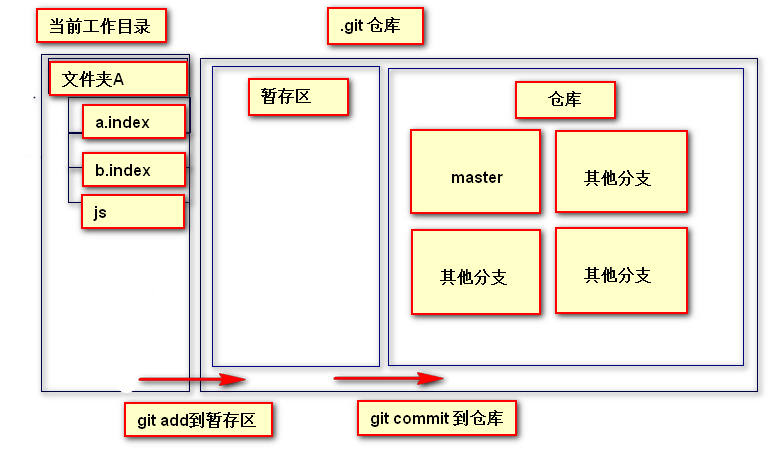 当前工作目录
.git 仓库
文件夹A
a.index
b.index
js
暂存区
仓库
master
其他分支
其他分支
其他分支
git add到暂存区
git commit 到仓库